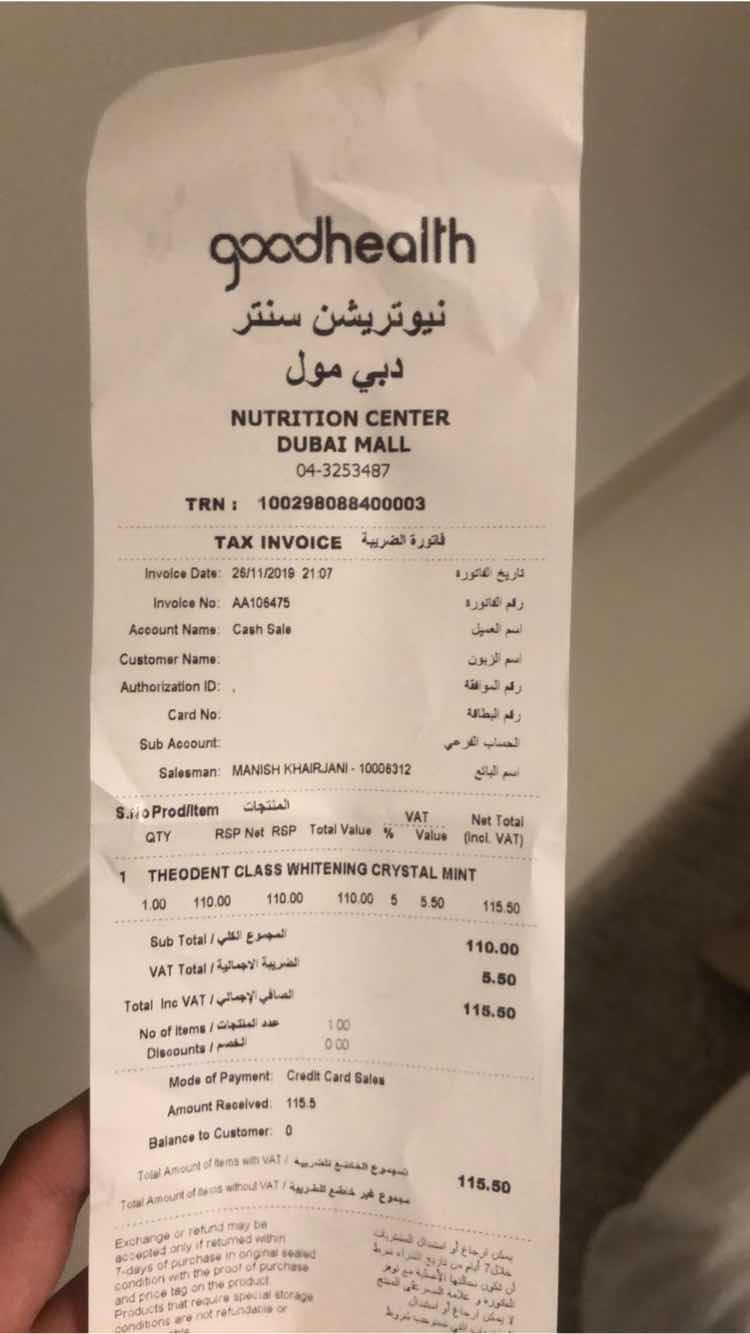 goodhealth
نيوتريشن سنتر
دبي مول
NUTRITION CENTER
DUBAI MALL
04-3253487
TRN : 100298088400003
TAX INVOICE فاتورة الضريبة
Invoice Date: 26/11/2019 21:07 تاريخ الفاتورة
Invoice No: AA106475 رقم الفاتورة
Account Name: Cash Sale اسم العميل
Customer Name: اسم الزبون
Authorization ID: , رقم الموافقة
Card No: رقم البطاقة
Sub Account: الحساب الفرعي
Salesman: MANISH KHAIRJANI - 10006312 اسم البائع
S.No Prod/Item المنتجات
QTY RSP Net RSP Total Value VAT % Value Net Total (incl. VAT)
1 THEODENT CLASS WHITENING CRYSTAL MINT
1.00 110.00 110.00 110.00 5 5.50 115.50
Sub Total / المجموع الكلي 110.00
VAT Total / الضريبة الاجمالية 5.50
Total Inc VAT / الصافي الإجمالي 115.50
No of Items / عدد المنتجات 1.00
Discounts / الخصم 0.00
Mode of Payment: Credit Card Sales
Amount Received: 115.5
Balance to Customer: 0
Total Amount of Items with VAT / المجموع الخاضع للضريبة 115.50
Total Amount of Items without VAT / مجموع غير خاضع للضريبة
Exchange or refund may be
accepted only if returned within
7-days of purchase in original sealed
condition with the proof of purchase
and price tag on the product
Products that require special storage
conditions are not refundable or
يمكن ارجاع أو استبدال المنتجات
خلال 7 أيام من تاريخ الشراء شرط
أن تكون بحالتها الأصلية مع توفر
الفاتورة و علامة السعر على المنتج
لا يمكن ارجاع أو استبدال